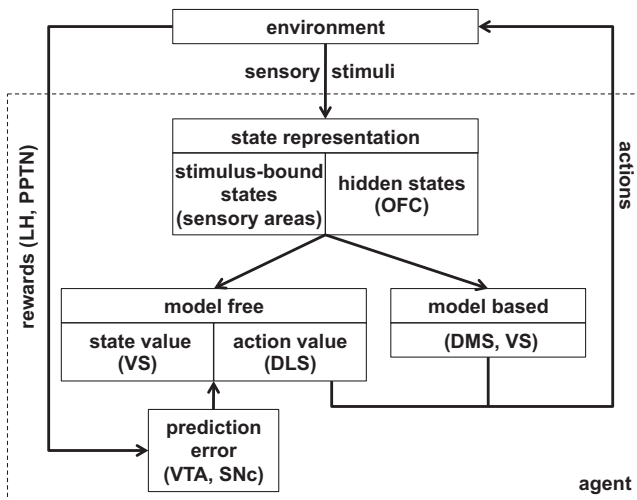 environment
sensory stimuli
state representation
stimulus-bound
states
(sensory areas)
hidden states
(OFC)
rewards (LH, PPTN)
actions
model free
state value
(VS)
action value
(DLS)
model based
(DMS, VS)
prediction
error
(VTA, SNc)
agent